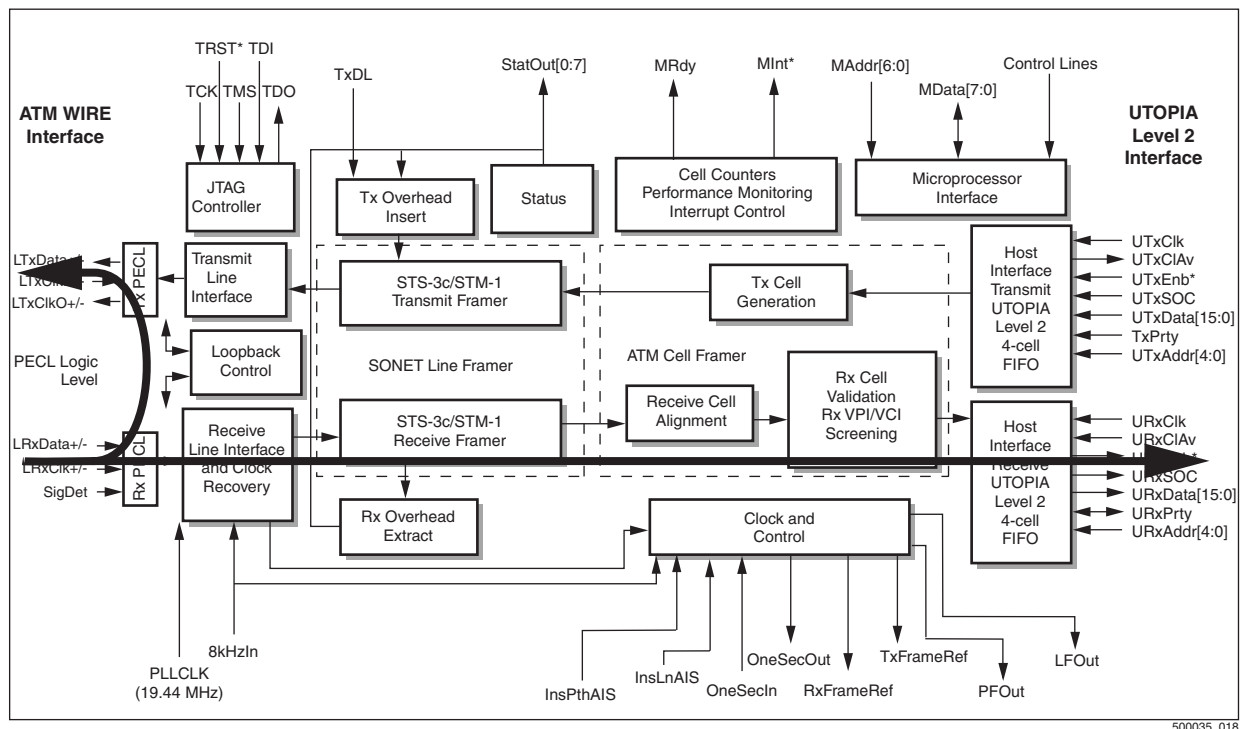 TRST* TDI
TxDL
StatOut[0:7]
MRdy
MInt*
MAddr[6:0]
Control Lines
MData[7:0]
TCK
TMS
TDO
ATM WIRE
Interface
UTOPIA
Level 2
Interface
JTAG
Controller
Tx Overhead
Insert
Status
Cell Counters
Performance Monitoring
Interrupt Control
Microprocessor
Interface
LTxData+/-
LTxClkO+/-
Tx PECL
Transmit
Line
Interface
STS-3c/STM-1
Transmit Framer
Tx Cell
Generation
Host
Interface
Transmit
UTOPIA
Level 2
4-cell
FIFO
UTxClk
UTxClAv
UTxEnb*
UTxSOC
UTxData[15:0]
TxPrty
UTxAddr[4:0]
PECL Logic
Level
Loopback
Control
SONET Line Framer
ATM Cell Framer
Receive Cell
Alignment
Rx Cell
Validation
Rx VPI/VCI
Screening
LRxData+/-
LRxClk+/-
SigDet
Rx PECL
Receive
Line Interface
and Clock
Recovery
STS-3c/STM-1
Receive Framer
Host
Interface
Receive
UTOPIA
Level 2
4-cell
FIFO
URxClk
URxClAv
URxSOC
URxData[15:0]
URxPrty
URxAddr[4:0]
Rx Overhead
Extract
Clock and
Control
PLLCLK
(19.44 MHz)
8kHzIn
InsPthAIS
InsLnAIS
OneSecIn
OneSecOut
RxFrameRef
TxFrameRef
PFOut
LFOut
500035_018